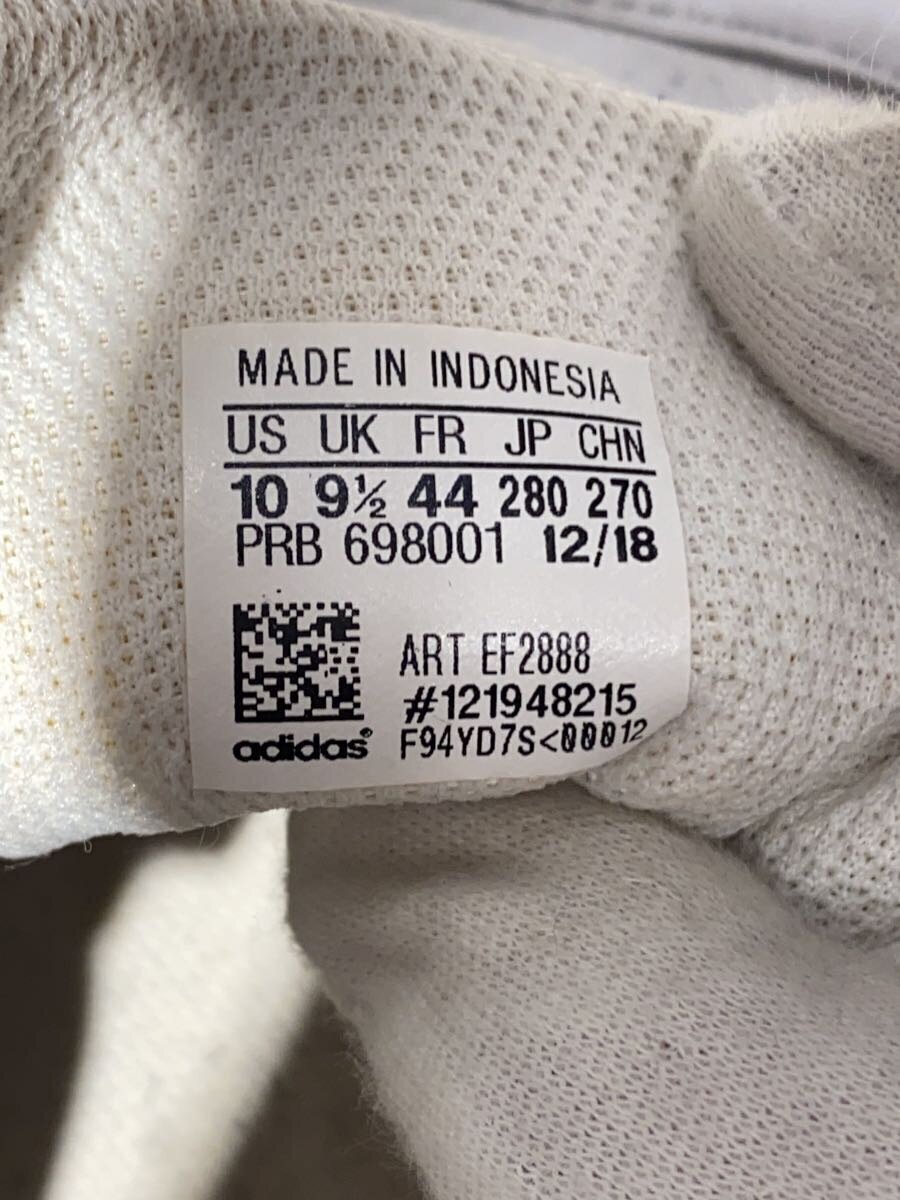 MADE IN INDONESIA
US UK FR JP CHN
10 9½ 44 280 270
PRB 698001 12/18
ART EF2888
#121948215
adidas® F94YD7S<00012